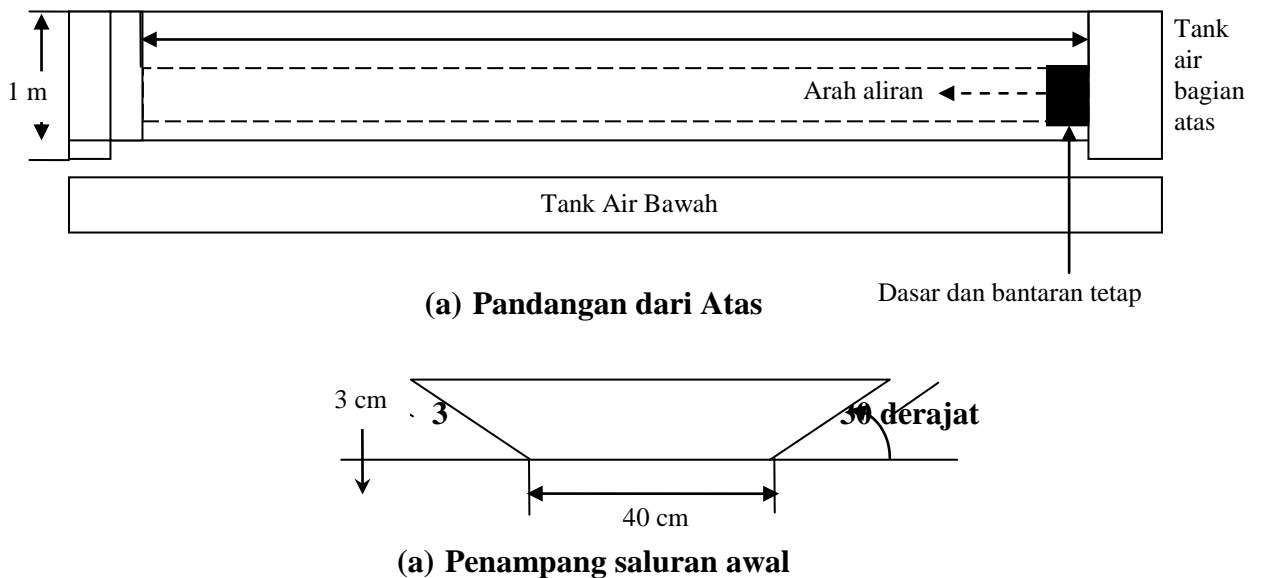 Tank
air
bagian
atas
1 m
Arah aliran
Tank Air Bawah
Dasar dan bantaran tetap
(a) Pandangan dari Atas
3 cm
3
30 derajat
40 cm
(a) Penampang saluran awal